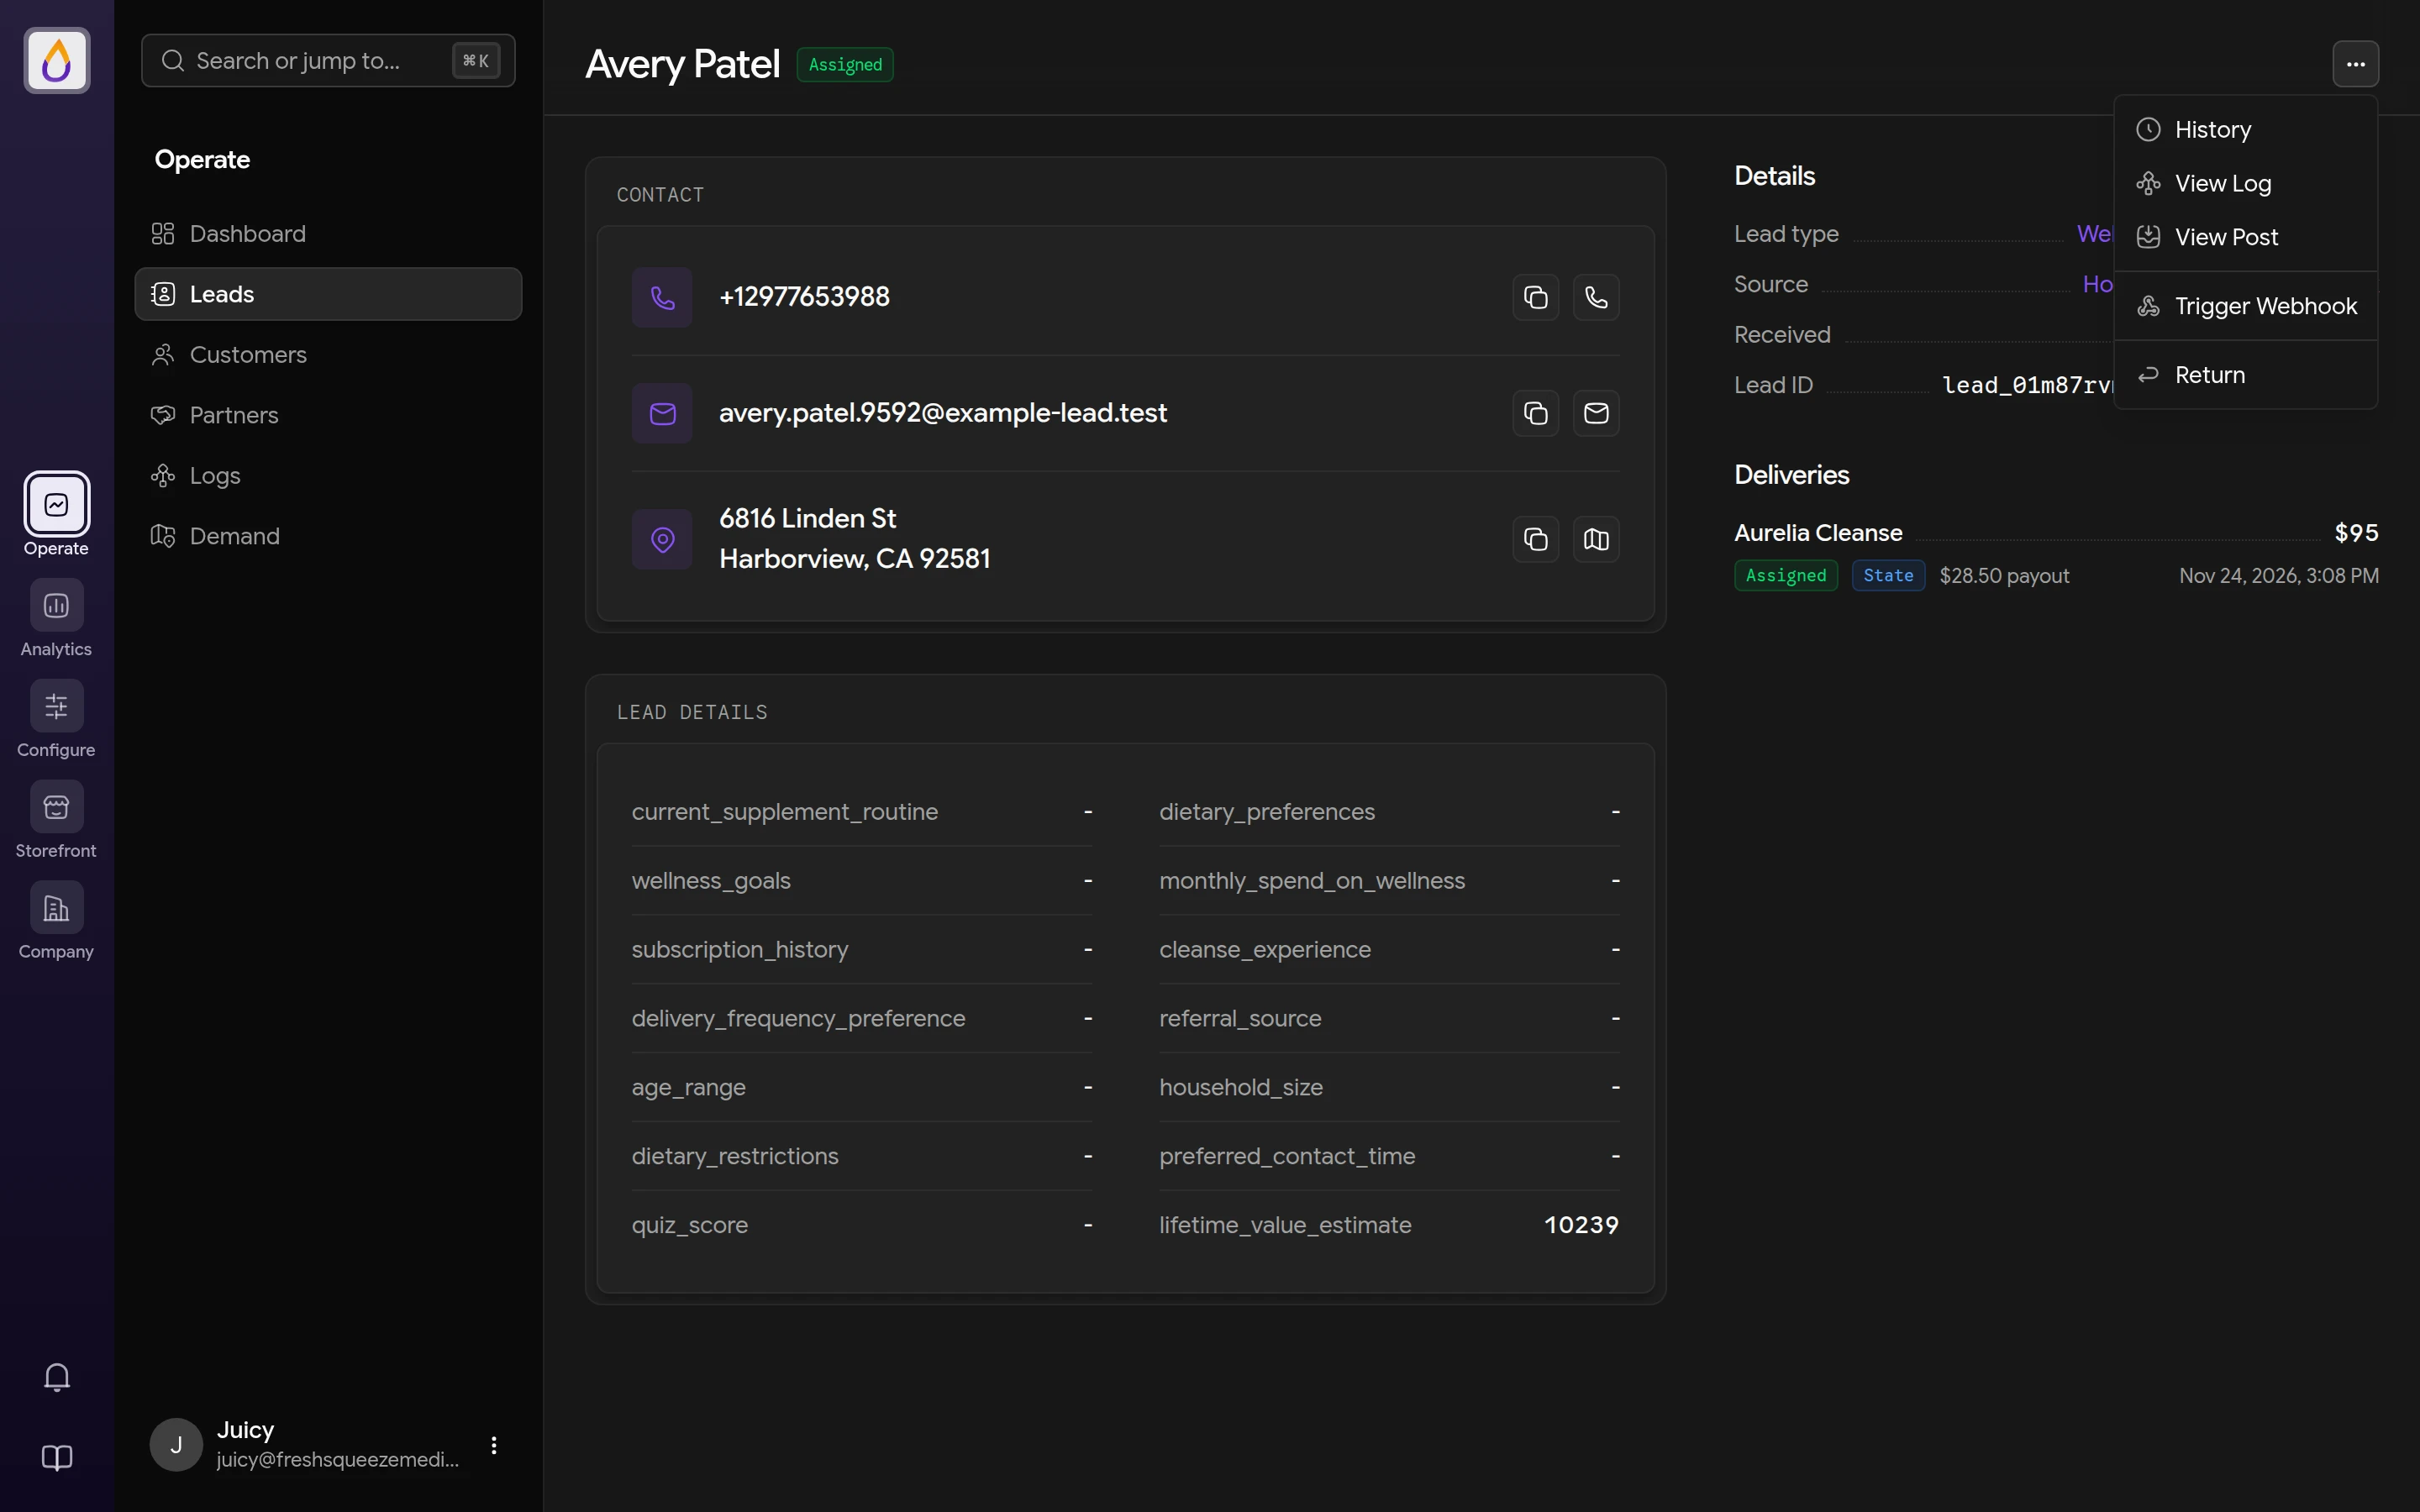 Search or jump to...
⌘K
Operate
Dashboard
Leads
Customers
Partners
Logs
Demand
Operate
Analytics
Configure
Storefront
Company
J
Juicy
juicy@freshsqueezemedi...
Avery Patel
Assigned
History
View Log
View Post
Trigger Webhook
Return
CONTACT
+12977653988
avery.patel.9592@example-lead.test
6816 Linden St
Harborview, CA 92581
LEAD DETAILS
current_supplement_routine -
dietary_preferences -
wellness_goals -
monthly_spend_on_wellness -
subscription_history -
cleanse_experience -
delivery_frequency_preference -
referral_source -
age_range -
household_size -
dietary_restrictions -
preferred_contact_time -
quiz_score -
lifetime_value_estimate 10239
Details
Lead type
Source
Received
Lead ID lead_01m87rv
Deliveries
Aurelia Cleanse $95
Assigned State $28.50 payout Nov 24, 2026, 3:08 PM